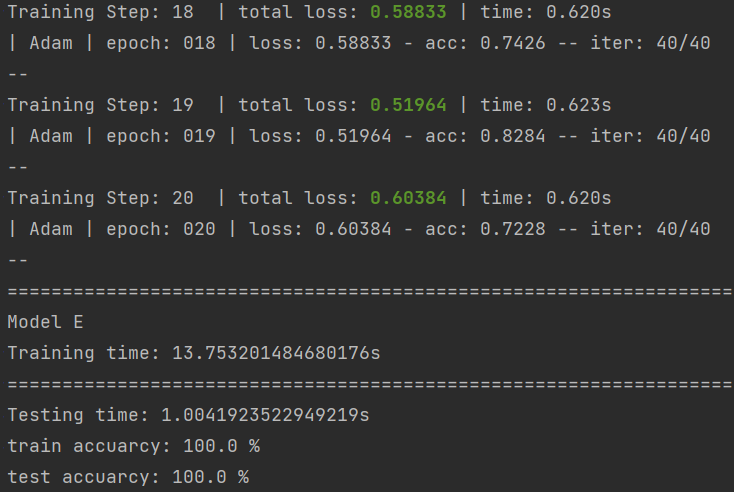 Training Step: 18  | total loss: 0.58833 | time: 0.620s
| Adam | epoch: 018 | loss: 0.58833 - acc: 0.7426 -- iter: 40/40
--
Training Step: 19  | total loss: 0.51964 | time: 0.623s
| Adam | epoch: 019 | loss: 0.51964 - acc: 0.8284 -- iter: 40/40
--
Training Step: 20  | total loss: 0.60384 | time: 0.620s
| Adam | epoch: 020 | loss: 0.60384 - acc: 0.7228 -- iter: 40/40
--
==================================================================
Model E
Training time: 13.753201484680176s
==================================================================
Testing time: 1.0041923522949219s
train accuarcy: 100.0 %
test accuarcy: 100.0 %